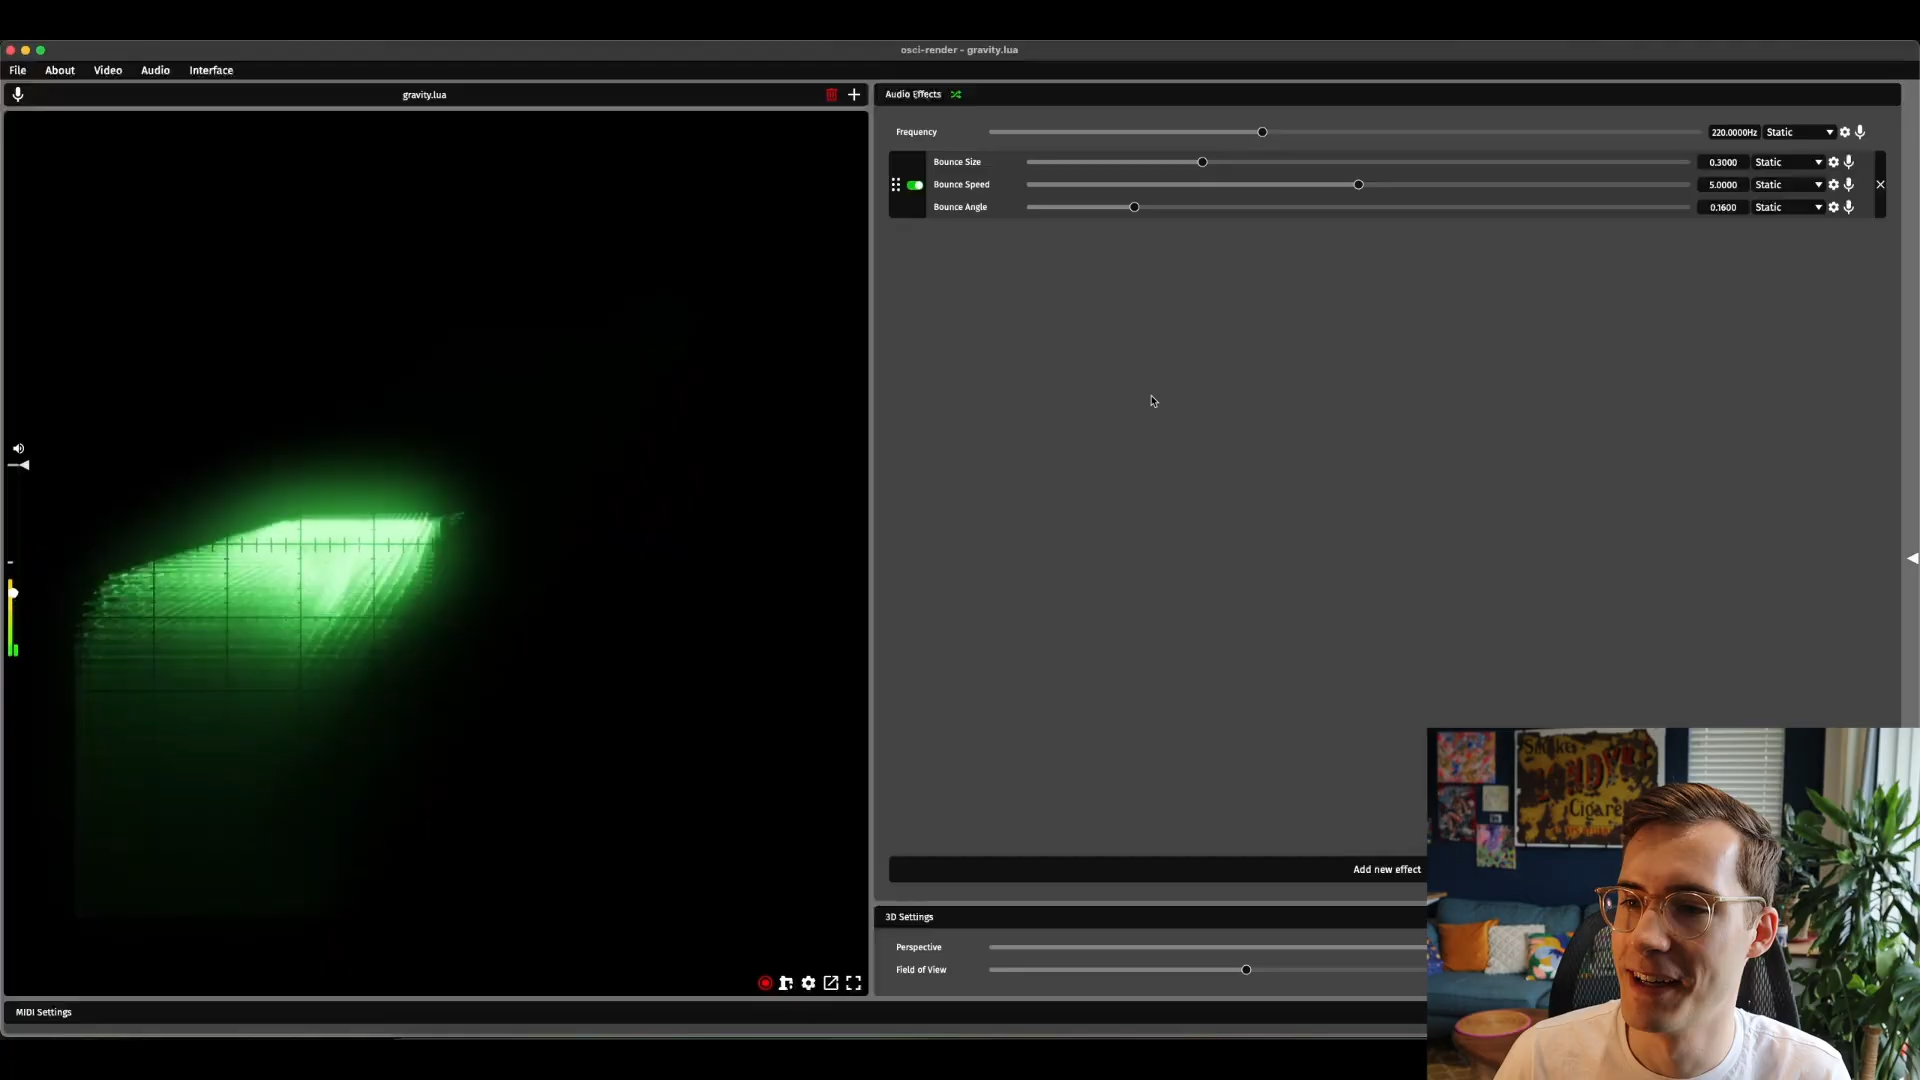 osci-render - gravity.lua
File About Video Audio Interface
gravity.lua
Audio Effects
Frequency 220.0000Hz Static
Bounce Size 0.3000 Static
Bounce Speed 5.0000 Static
Bounce Angle 0.1600 Static
Add new effect
3D Settings
Perspective
Field of View
MIDI Settings
Smoke
Cigare